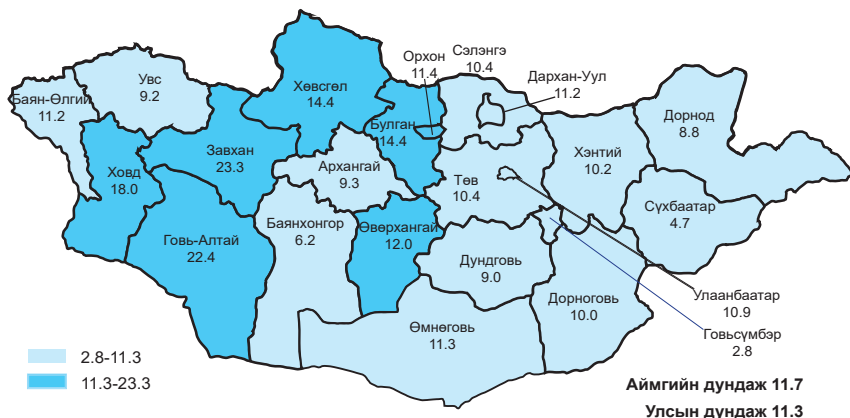 Орхон
11.4
Сэлэнгэ
10.4
Дархан-Уул
11.2
Увс
9.2
Баян-Өлгий
11.2
Хөвсгөл
14.4
Булган
14.4
Дорнод
8.8
Завхан
23.3
Ховд
18.0
Архангай
9.3
Төв
10.4
Хэнтий
10.2
Сүхбаатар
4.7
Говь-Алтай
22.4
Баянхонгор
6.2
Өвөрхангай
12.0
Дундговь
9.0
Дорноговь
10.0
Улаанбаатар
10.9
Говьсүмбэр
2.8
Өмнөговь
11.3
2.8-11.3
11.3-23.3
Аймгийн дундаж 11.7
Улсын дундаж 11.3